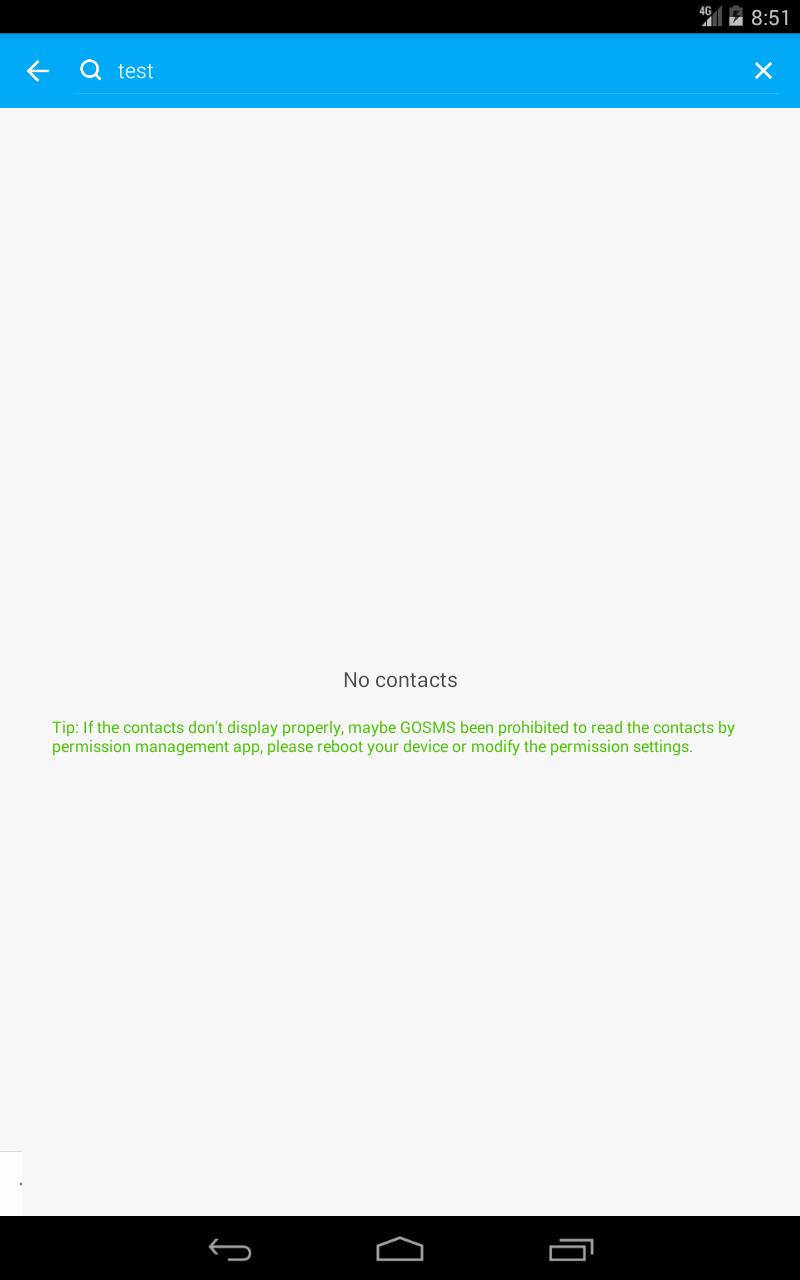 4G 8:51
test
No contacts
Tip: If the contacts don't display properly, maybe GOSMS been prohibited to read the contacts by
permission management app, please reboot your device or modify the permission settings.